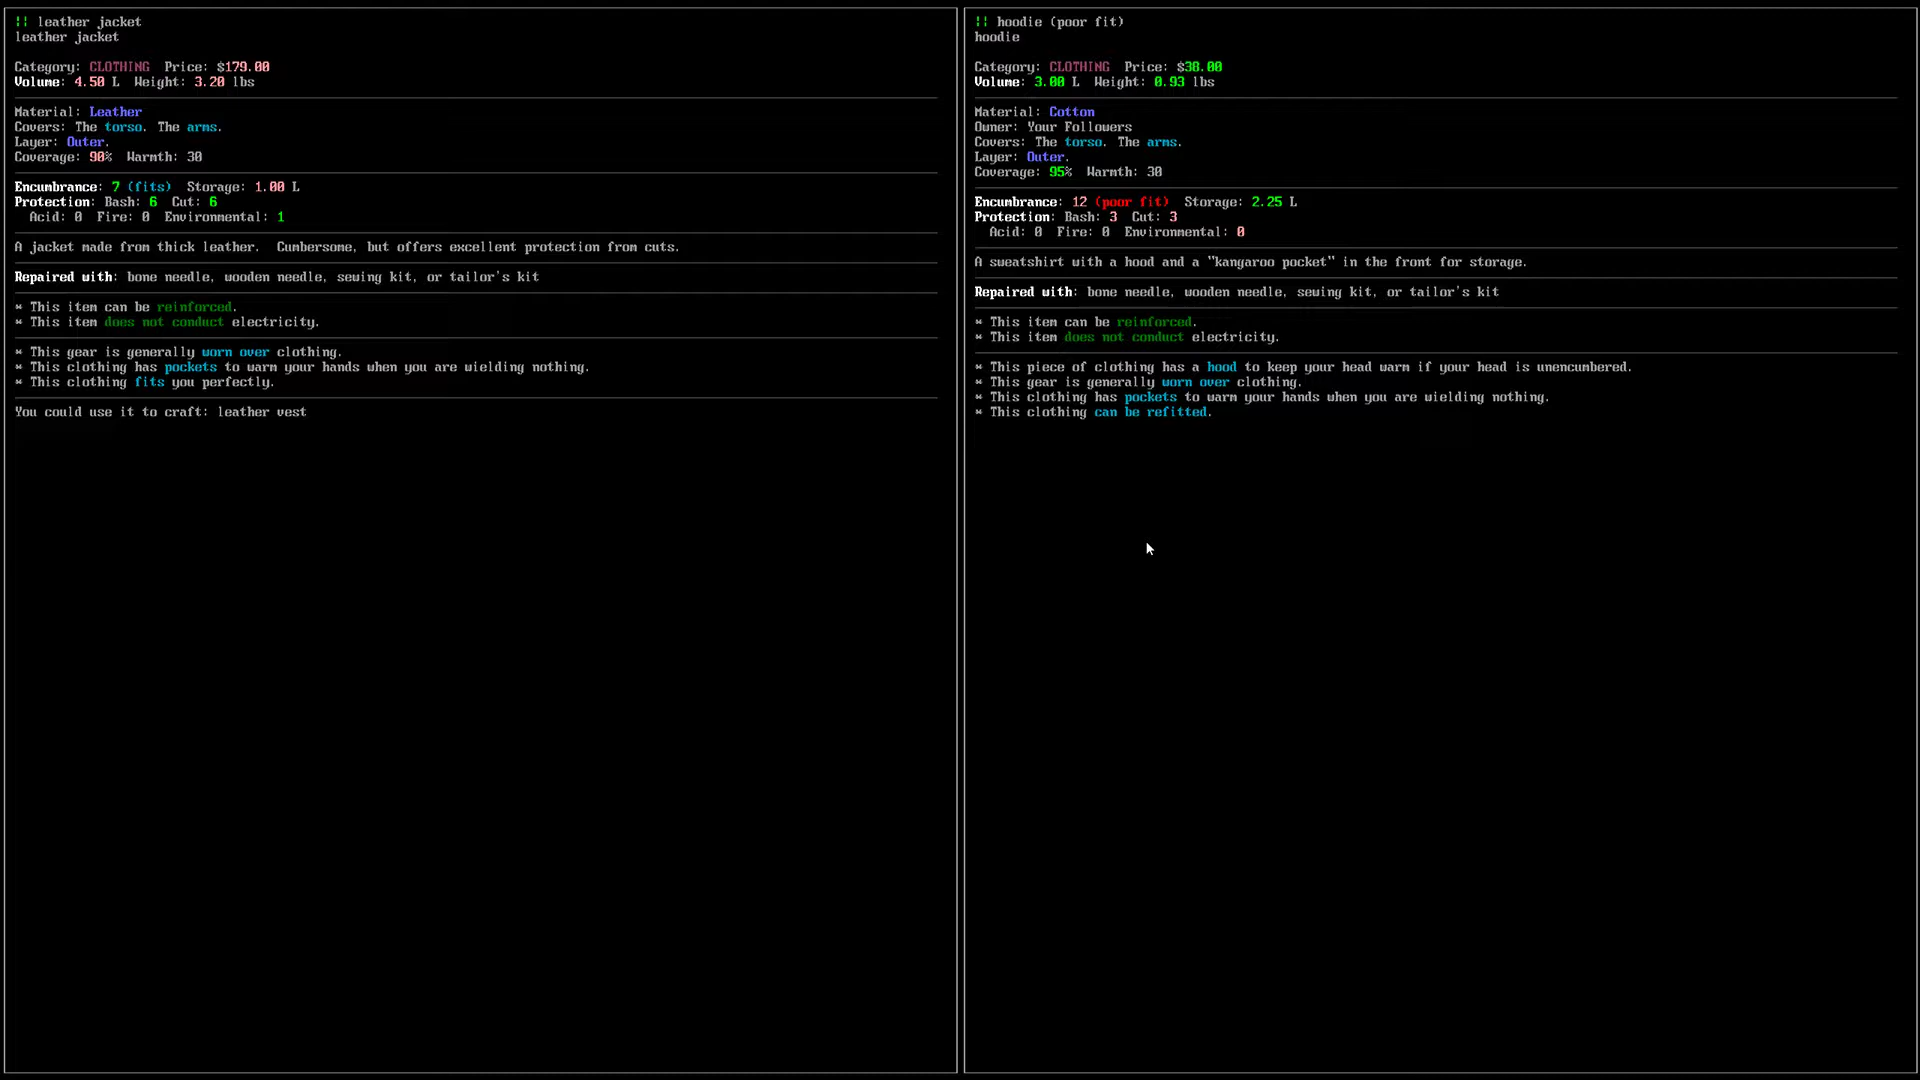 || leather jacket
leather jacket
Category: CLOTHING  Price: $179.00
Volume: 4.50 L  Weight: 3.20 lbs
Material: Leather
Covers: The torso. The arms.
Layer: Outer.
Coverage: 90%  Warmth: 30
Encumbrance: 7 (fits)  Storage: 1.00 L
Protection: Bash: 6  Cut: 6
Acid: 0  Fire: 0  Environmental: 1
A jacket made from thick leather.  Cumbersome, but offers excellent protection from cuts.
Repaired with: bone needle, wooden needle, sewing kit, or tailor's kit
* This item can be reinforced.
* This item does not conduct electricity.
* This gear is generally worn over clothing.
* This clothing has pockets to warm your hands when you are wielding nothing.
* This clothing fits you perfectly.
You could use it to craft: leather vest
|| hoodie (poor fit)
hoodie
Category: CLOTHING  Price: $38.00
Volume: 3.00 L  Weight: 0.93 lbs
Material: Cotton
Owner: Your Followers
Covers: The torso. The arms.
Layer: Outer.
Coverage: 95%  Warmth: 30
Encumbrance: 12 (poor fit)  Storage: 2.25 L
Protection: Bash: 3  Cut: 3
Acid: 0  Fire: 0  Environmental: 0
A sweatshirt with a hood and a "kangaroo pocket" in the front for storage.
Repaired with: bone needle, wooden needle, sewing kit, or tailor's kit
* This item can be reinforced.
* This item does not conduct electricity.
* This piece of clothing has a hood to keep your head warm if your head is unencumbered.
* This gear is generally worn over clothing.
* This clothing has pockets to warm your hands when you are wielding nothing.
* This clothing can be refitted.